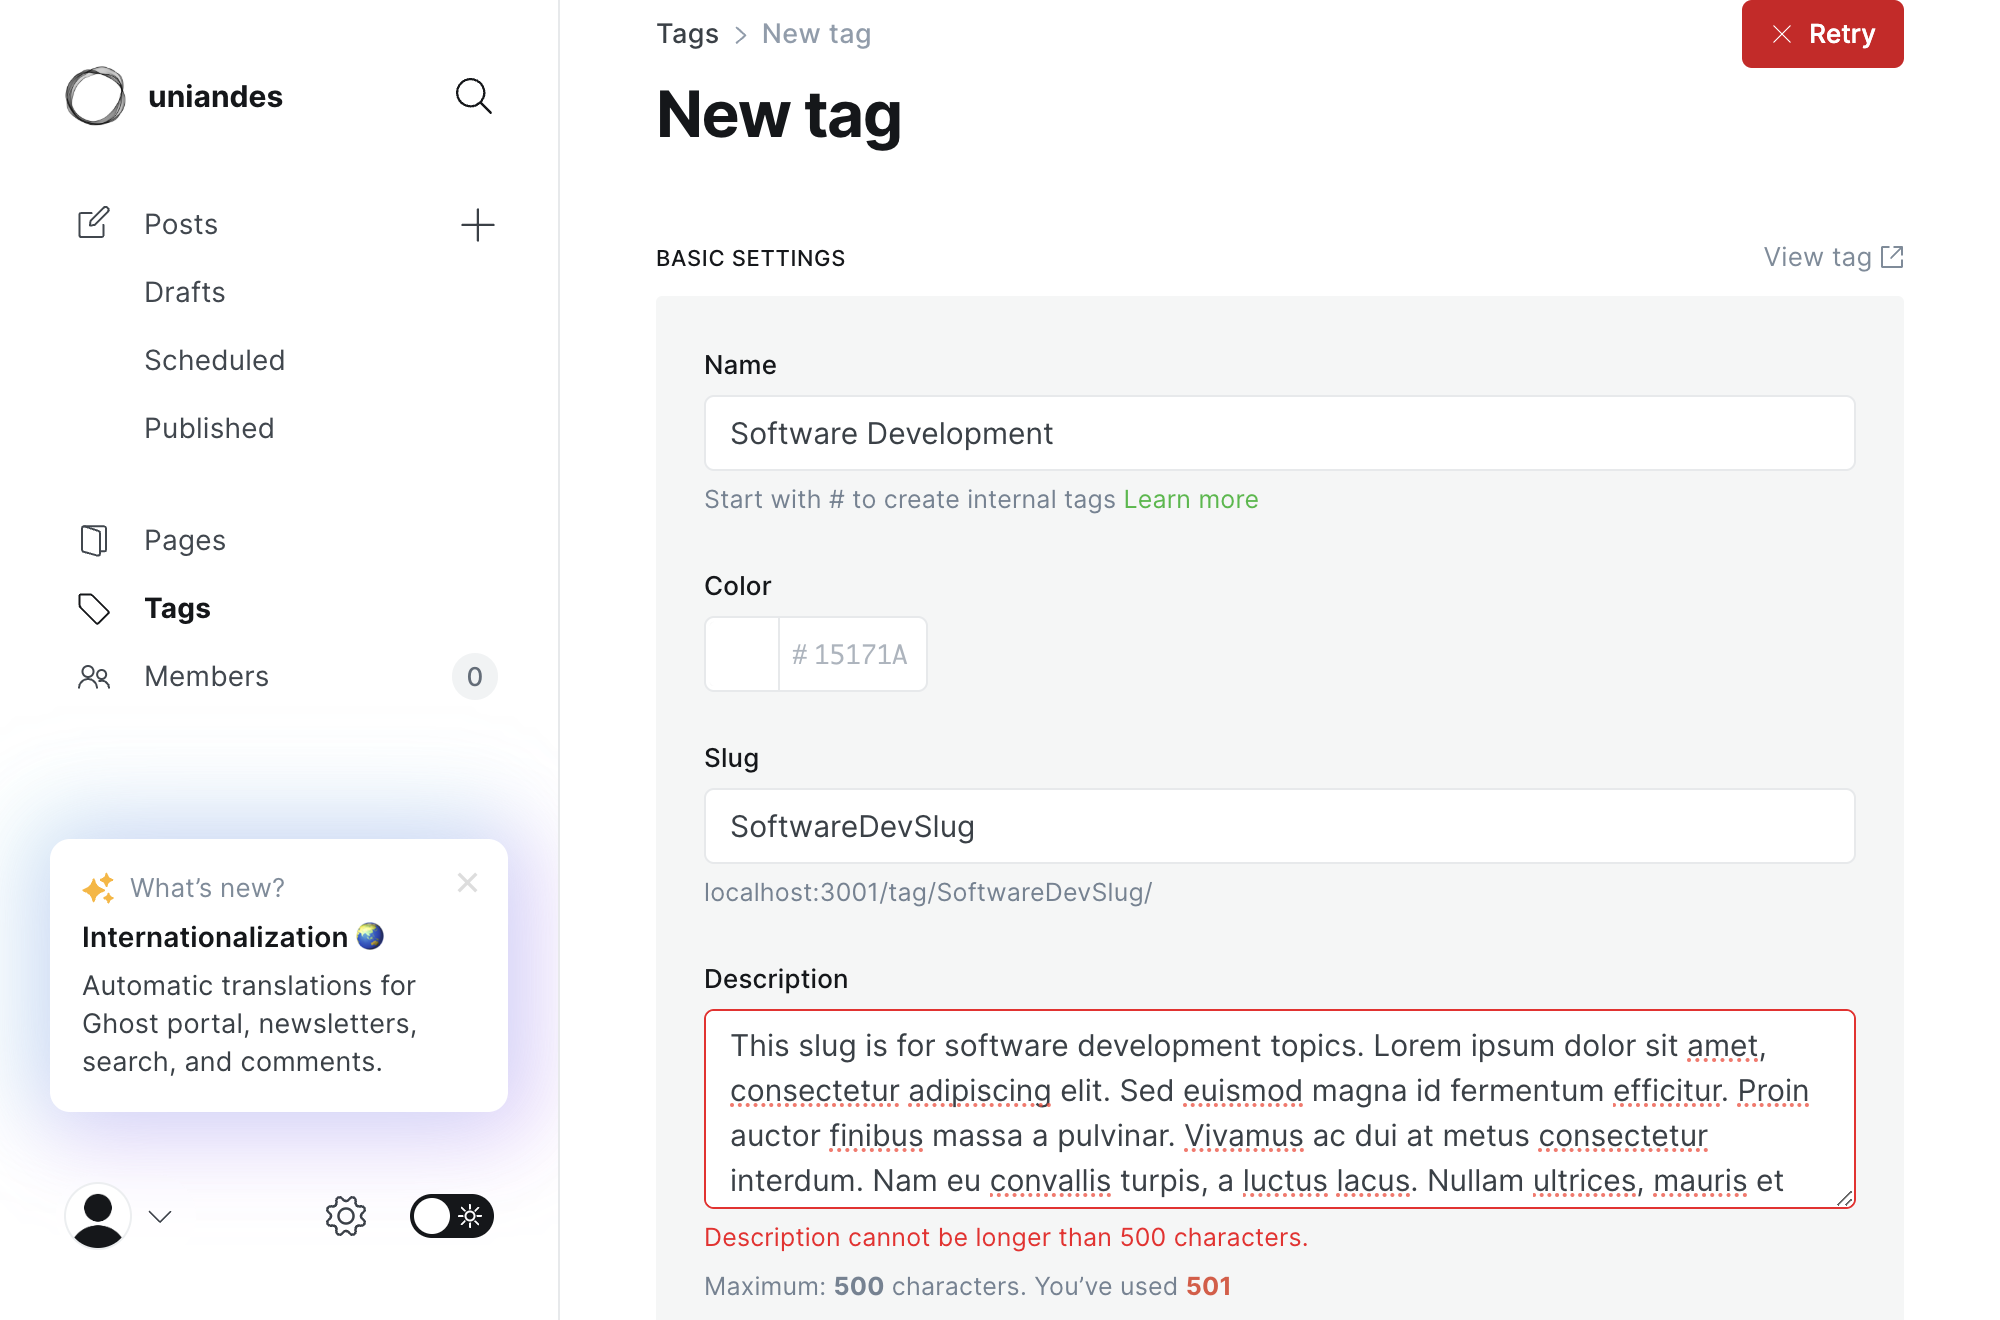 uniandes
Posts
Drafts
Scheduled
Published
Pages
Tags
Members
0
What’s new?
Internationalization
Automatic translations for
Ghost portal, newsletters,
search, and comments.
Tags > New tag
Retry
New tag
BASIC SETTINGS
View tag
Name
Software Development
Start with # to create internal tags Learn more
Color
# 15171A
Slug
SoftwareDevSlug
localhost:3001/tag/SoftwareDevSlug/
Description
This slug is for software development topics. Lorem ipsum dolor sit amet,
consectetur adipiscing elit. Sed euismod magna id fermentum efficitur. Proin
auctor finibus massa a pulvinar. Vivamus ac dui at metus consectetur
interdum. Nam eu convallis turpis, a luctus lacus. Nullam ultrices, mauris et
Description cannot be longer than 500 characters.
Maximum: 500 characters. You’ve used 501